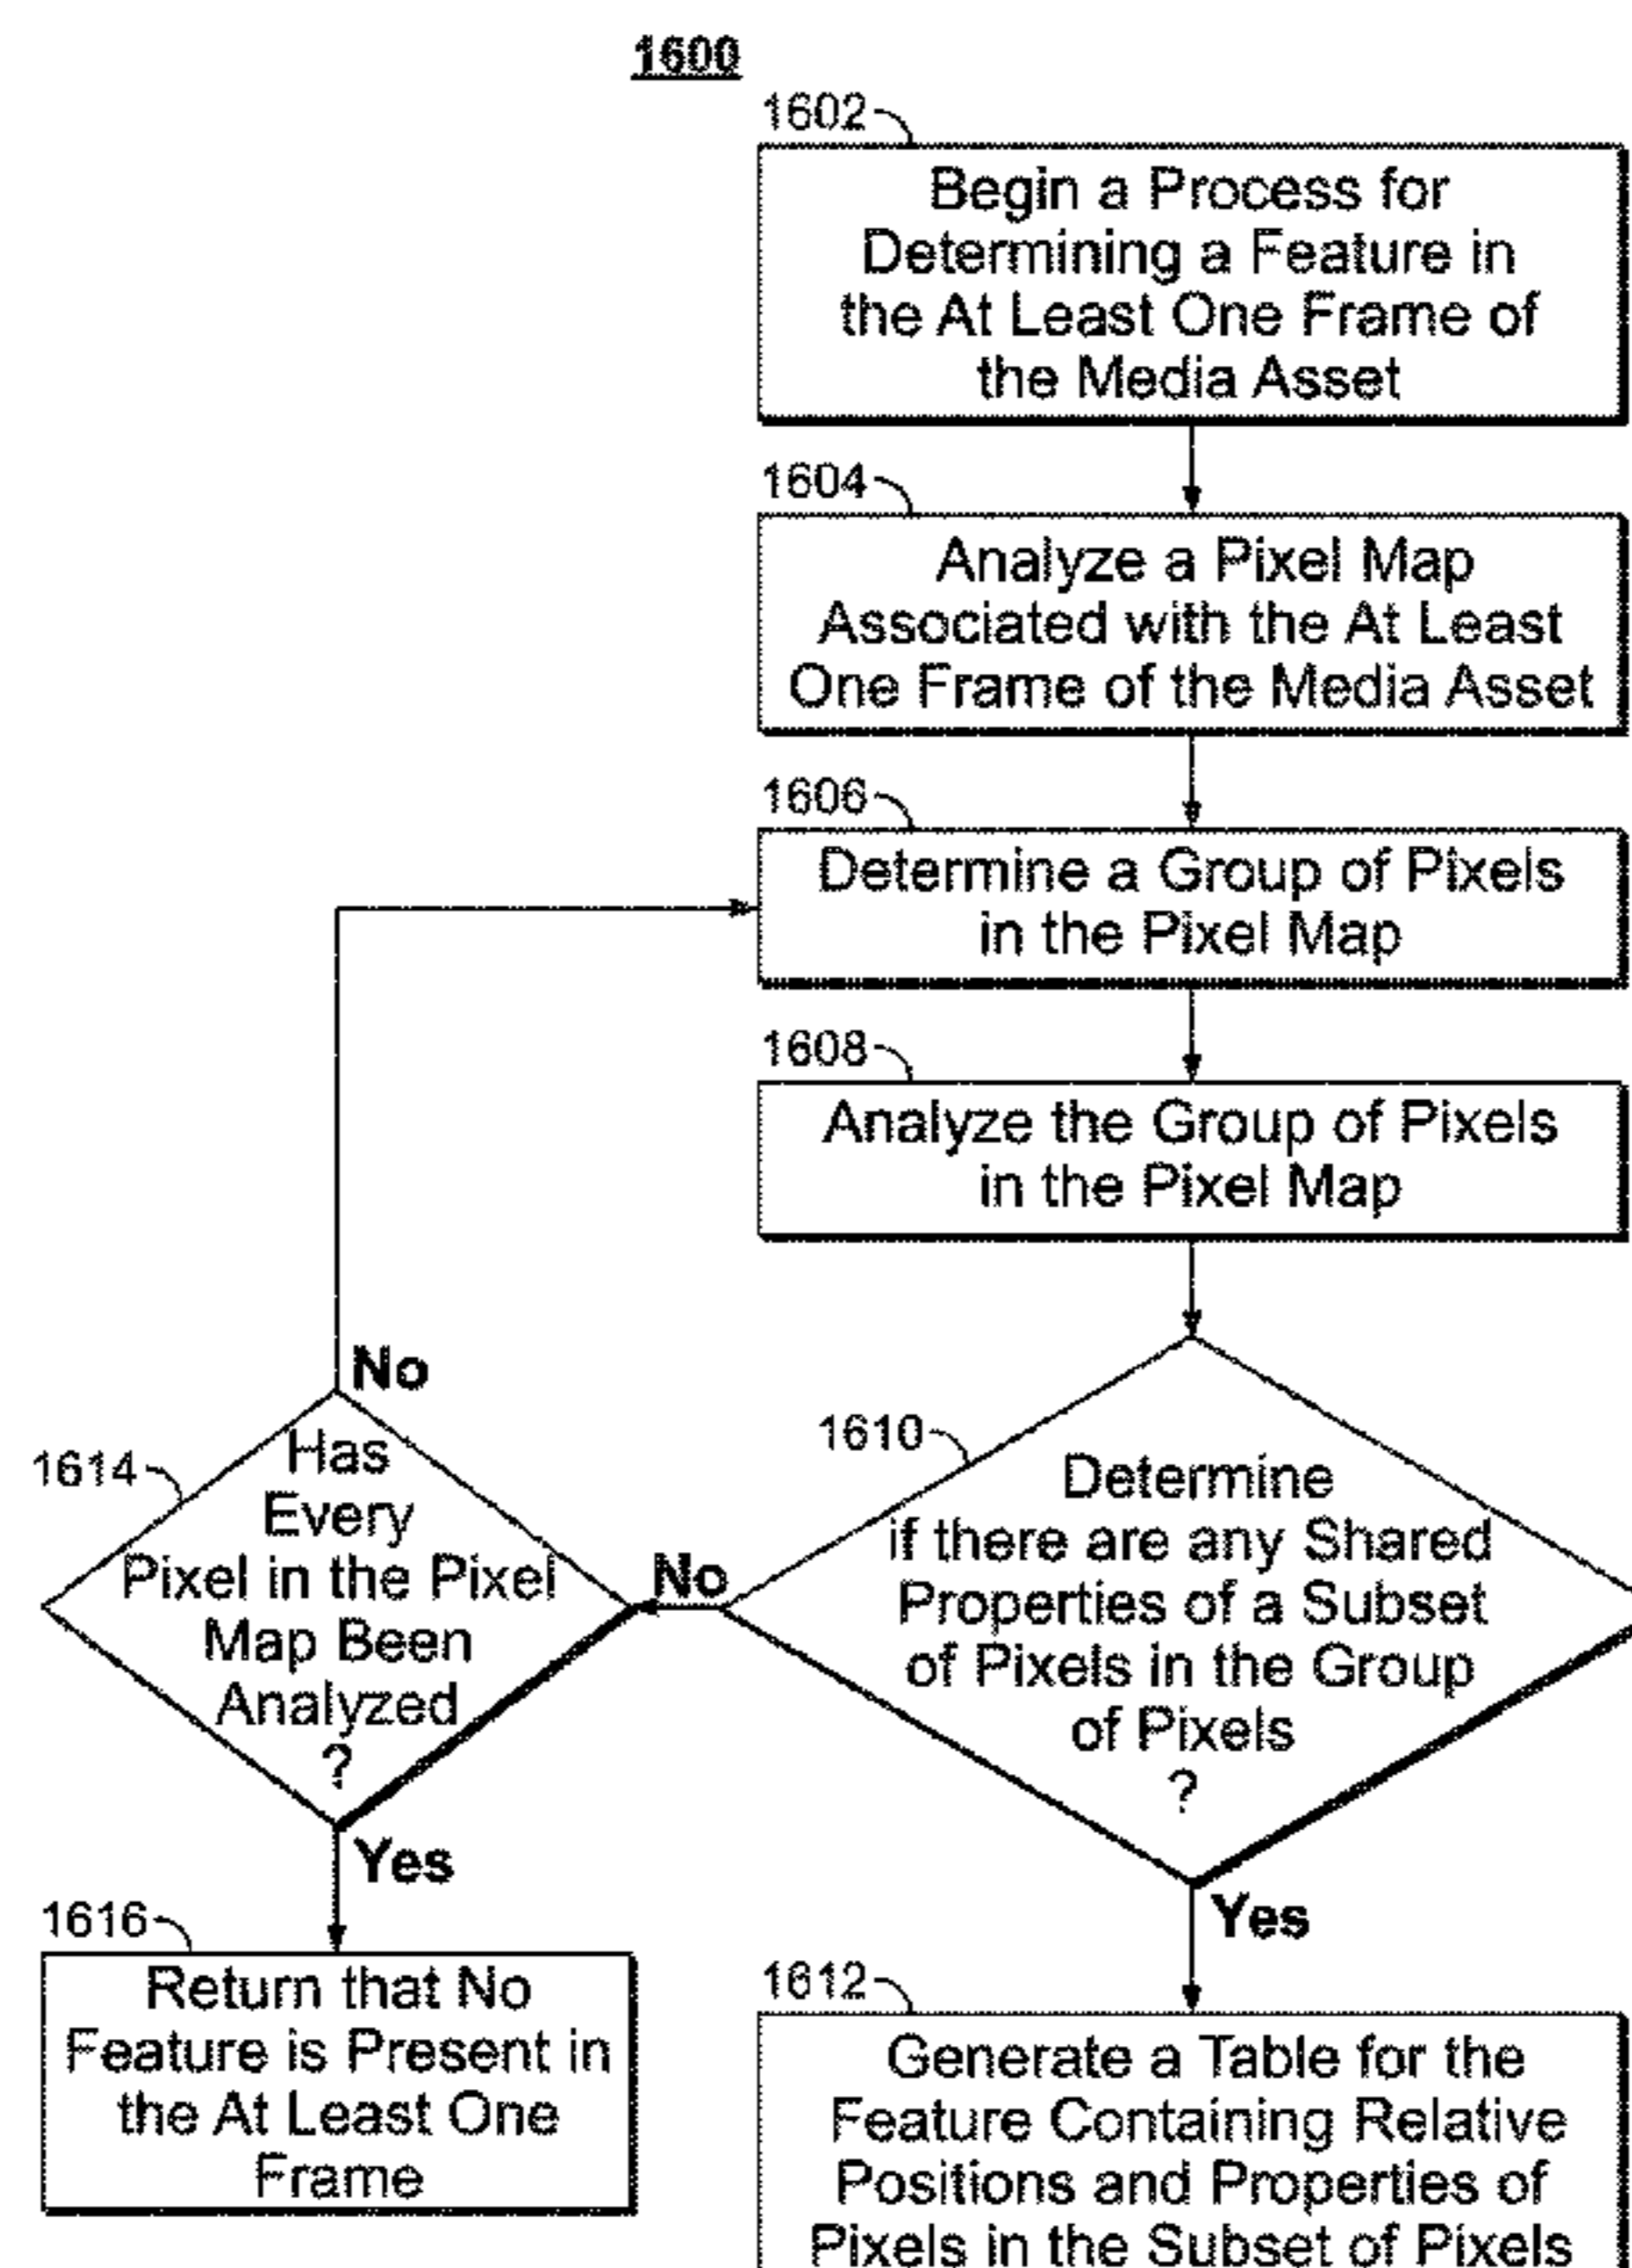 1600
1602
Begin a Process for
Determining a Feature in
the At Least One Frame of
the Media Asset
1604
Analyze a Pixel Map
Associated with the At Least
One Frame of the Media Asset
1606
Determine a Group of Pixels
in the Pixel Map
1608
Analyze the Group of Pixels
in the Pixel Map
No
1614
Has
Every
Pixel in the Pixel
Map Been
Analyzed
?
Yes
No
1610
Determine
if there are any Shared
Properties of a Subset
of Pixels in the Group
of Pixels
?
Yes
1616
Return that No
Feature is Present in
the At Least One
Frame
1612
Generate a Table for the
Feature Containing Relative
Positions and Properties of
Pixels in the Subset of Pixels